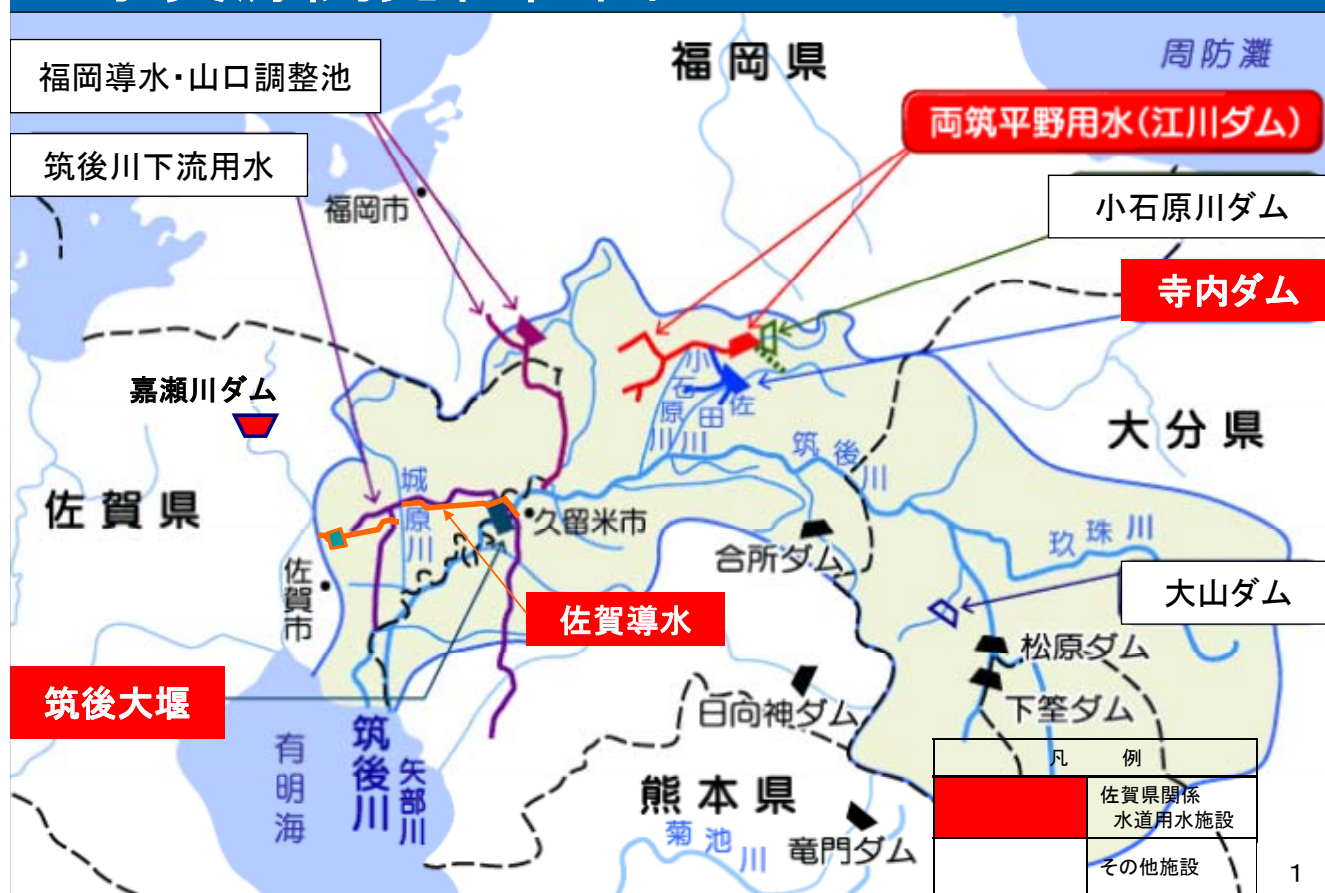 福岡県
周防灘
福岡導水・山口調整池
両筑平野用水(江川ダム)
筑後川下流用水
福岡市
小石原川ダム
寺内ダム
嘉瀬川ダム
小石原川
佐田川
大分県
筑後川
佐賀県
城原川
久留米市
玖珠川
合所ダム
佐賀市
大山ダム
佐賀導水
松原ダム
筑後大堰
下筌ダム
日向神ダム
有明海
筑後川
矢部川
熊本県
菊池川
竜門ダム
凡 例
佐賀県関係
水道用水施設
その他施設
1